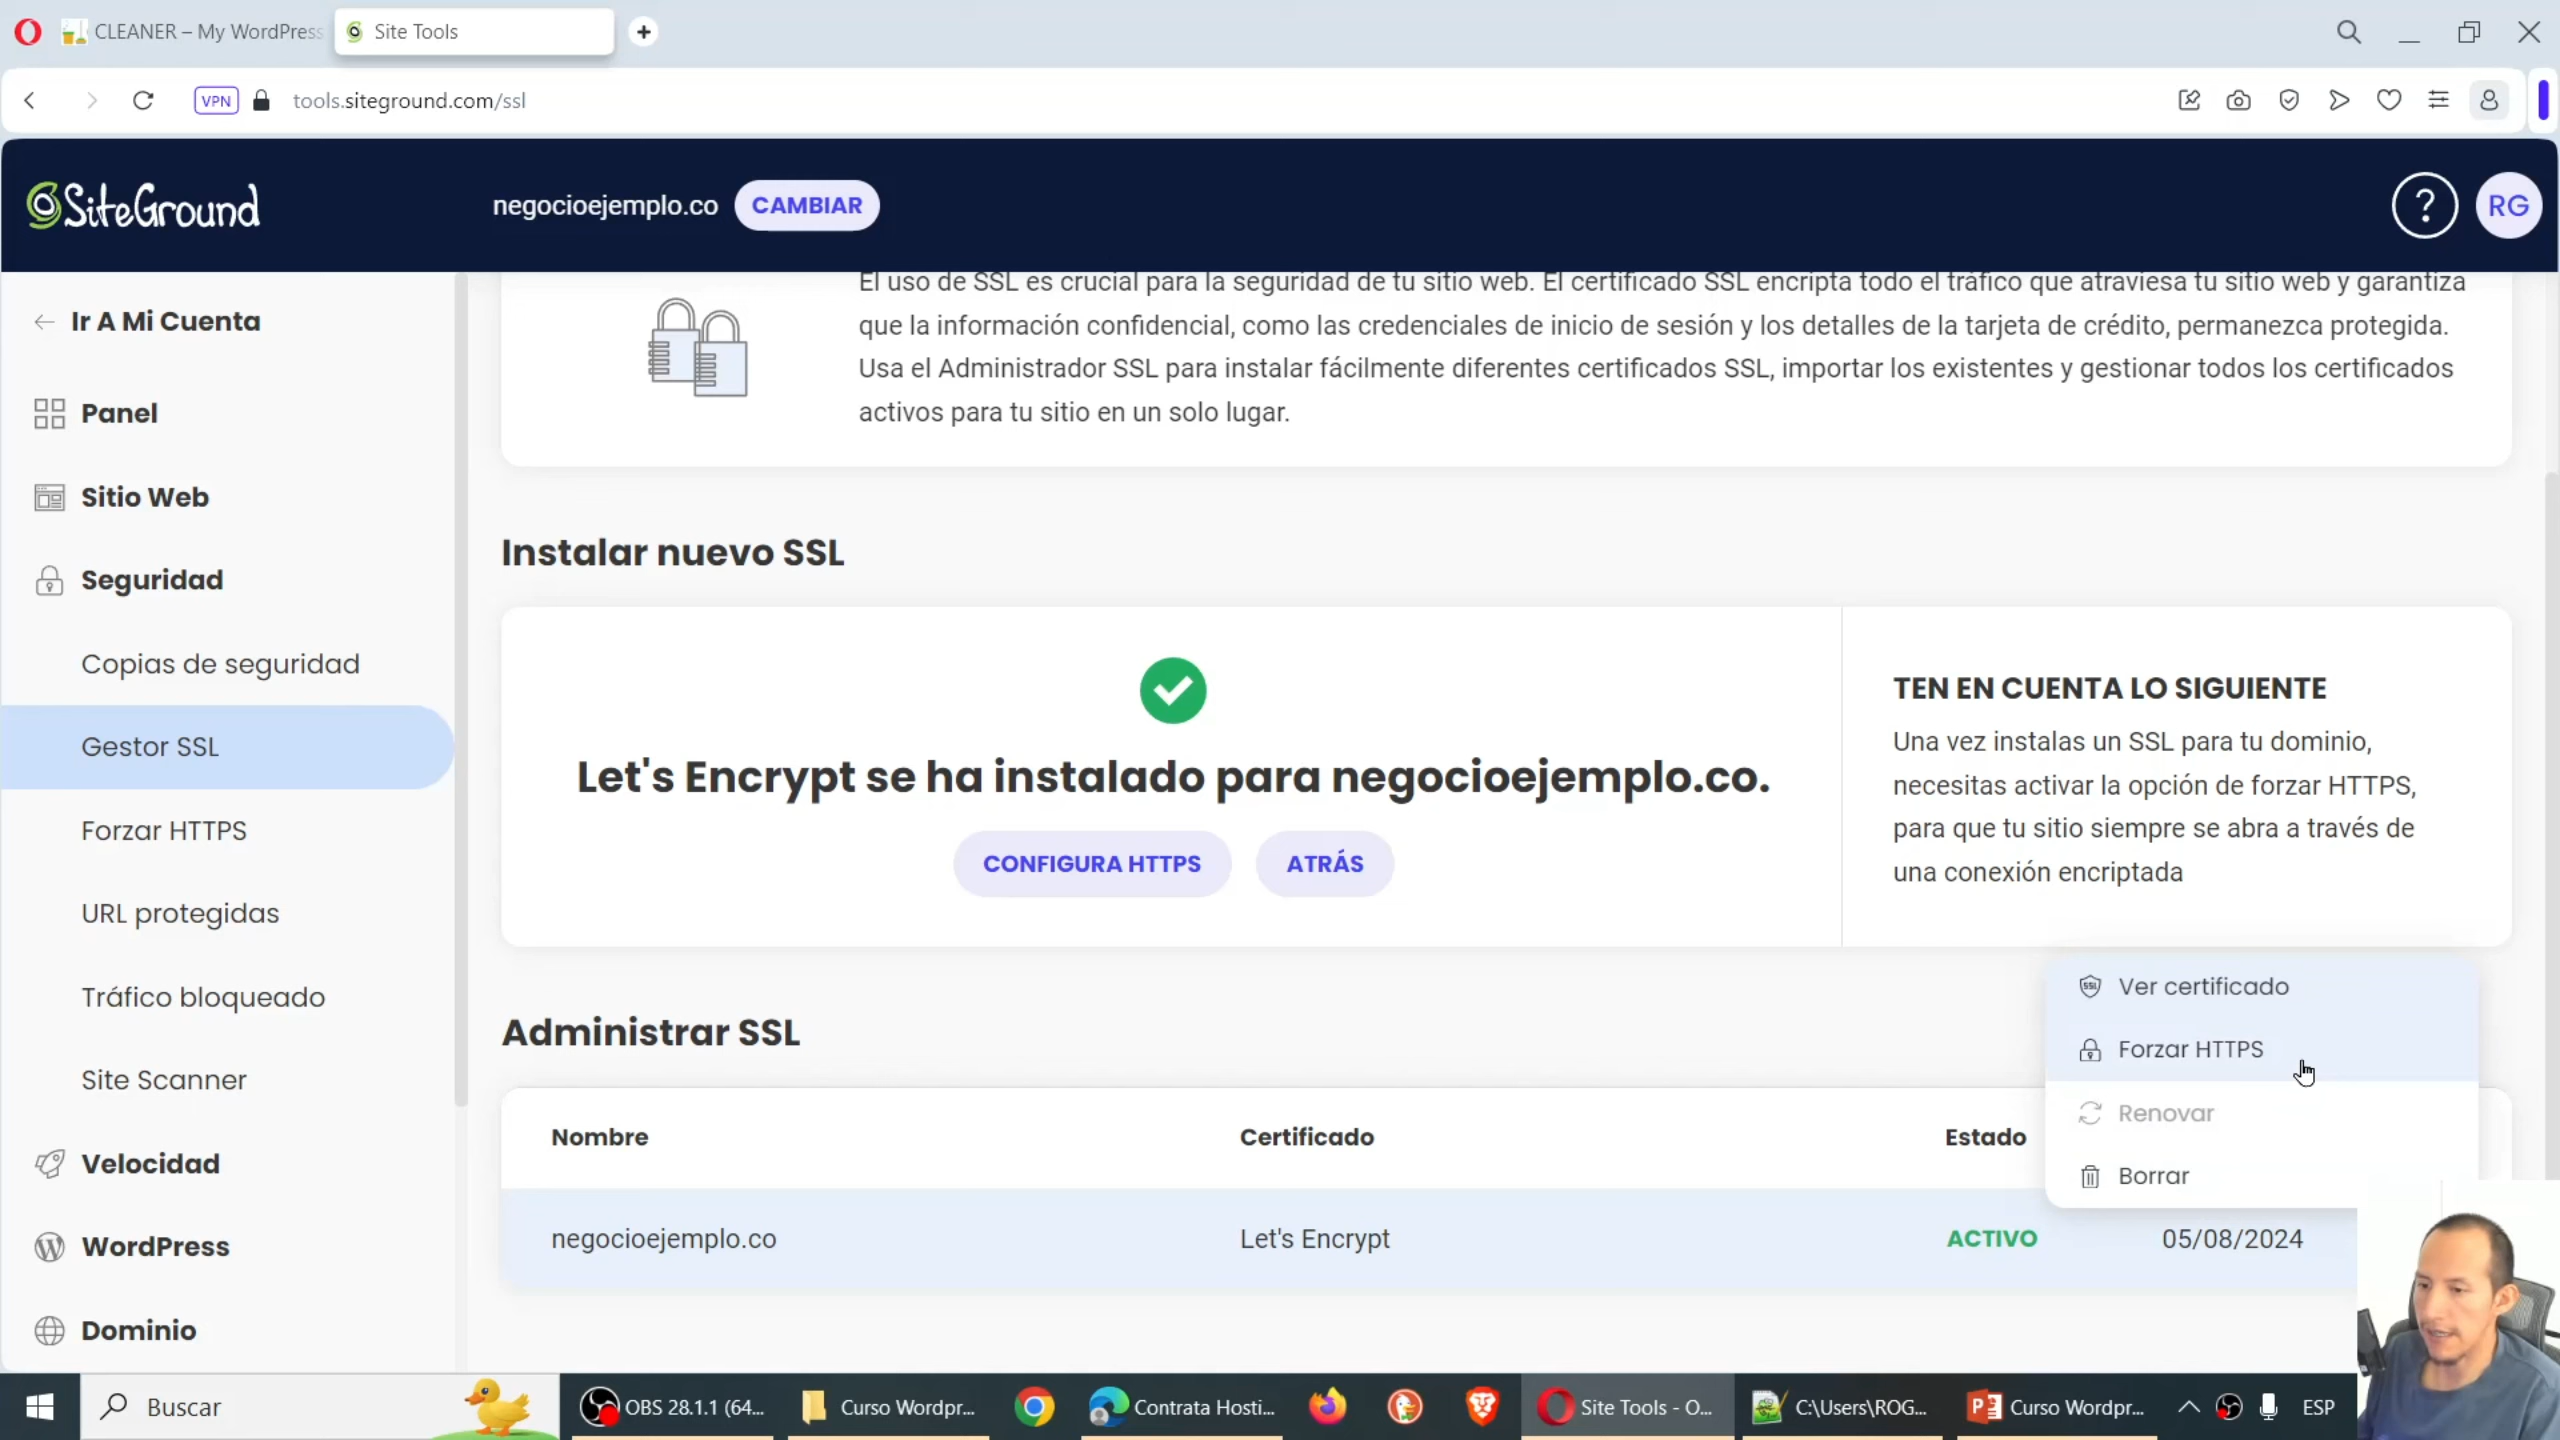 CLEANER – My WordPress
Site Tools
VPN
tools.siteground.com/ssl
SiteGround
negocioejemplo.co
CAMBIAR
?
RG
Ir A Mi Cuenta
Panel
Sitio Web
Seguridad
Copias de seguridad
Gestor SSL
Forzar HTTPS
URL protegidas
Tráfico bloqueado
Site Scanner
Velocidad
WordPress
Dominio
El uso de SSL es crucial para la seguridad de tu sitio web. El certificado SSL encripta todo el tráfico que atraviesa tu sitio web y garantiza
que la información confidencial, como las credenciales de inicio de sesión y los detalles de la tarjeta de crédito, permanezca protegida.
Usa el Administrador SSL para instalar fácilmente diferentes certificados SSL, importar los existentes y gestionar todos los certificados
activos para tu sitio en un solo lugar.
Instalar nuevo SSL
Let's Encrypt se ha instalado para negocioejemplo.co.
CONFIGURA HTTPS
ATRÁS
TEN EN CUENTA LO SIGUIENTE
Una vez instalas un SSL para tu dominio,
necesitas activar la opción de forzar HTTPS,
para que tu sitio siempre se abra a través de
una conexión encriptada
Administrar SSL
Ver certificado
Forzar HTTPS
Renovar
Borrar
Nombre
Certificado
Estado
negocioejemplo.co
Let's Encrypt
ACTIVO
05/08/2024
Buscar
OBS 28.1.1 (64...
Curso Wordpr...
Contrata Hosti...
Site Tools - O...
C:\Users\ROG...
Curso Wordpr...
ESP